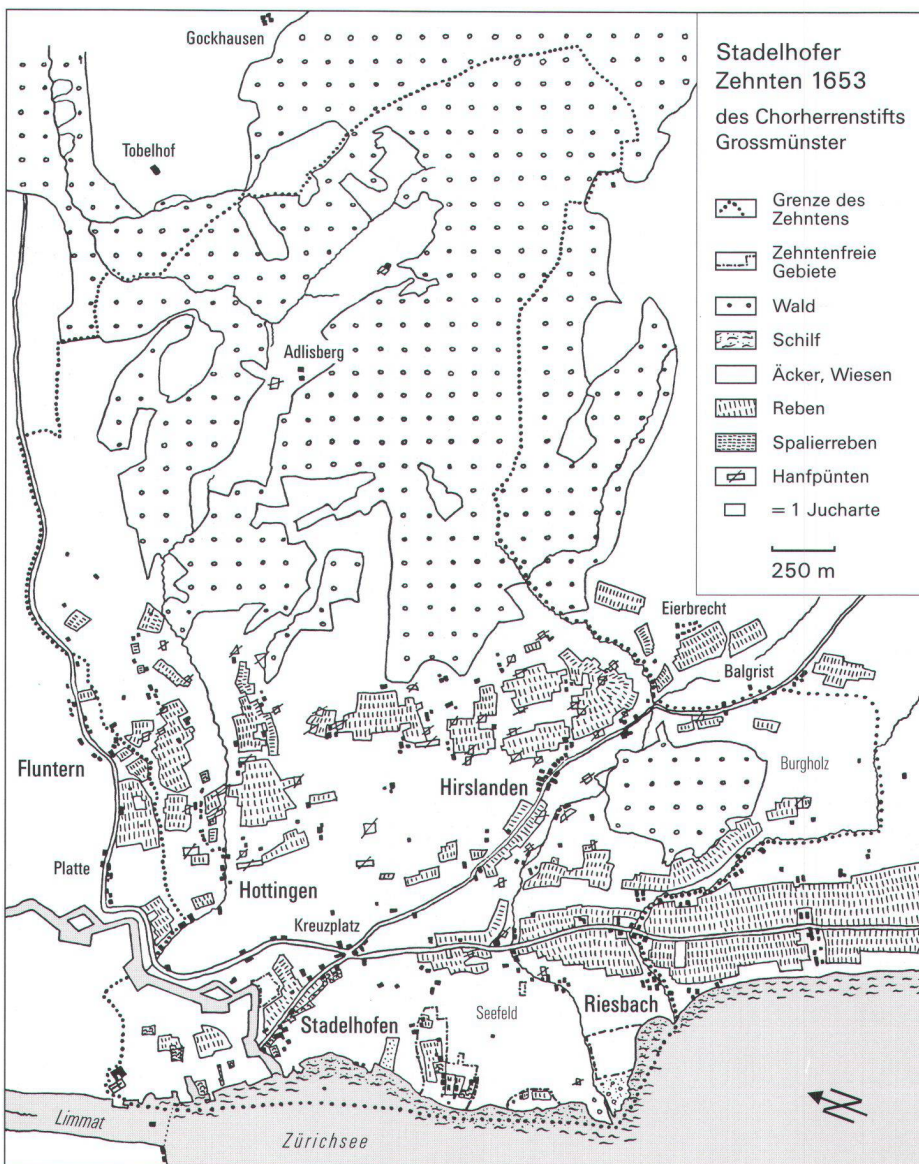 Gockhausen
Stadelhofer
Zehnten 1653
des Chorherrenstifts
Grossmünster
Tobelhof
Grenze des
Zehntens
Zehntenfreie
Gebiete
Wald
Schilf
Äcker, Wiesen
Reben
Spalierreben
Hanfpünten
= 1 Jucharte
250 m
Adlisberg
Eierbrecht
Balgrist
Fluntern
Hirslanden
Burgholz
Platte
Hottingen
Kreuzplatz
Stadelhofen
Seefeld
Riesbach
Limmat
Zürichsee